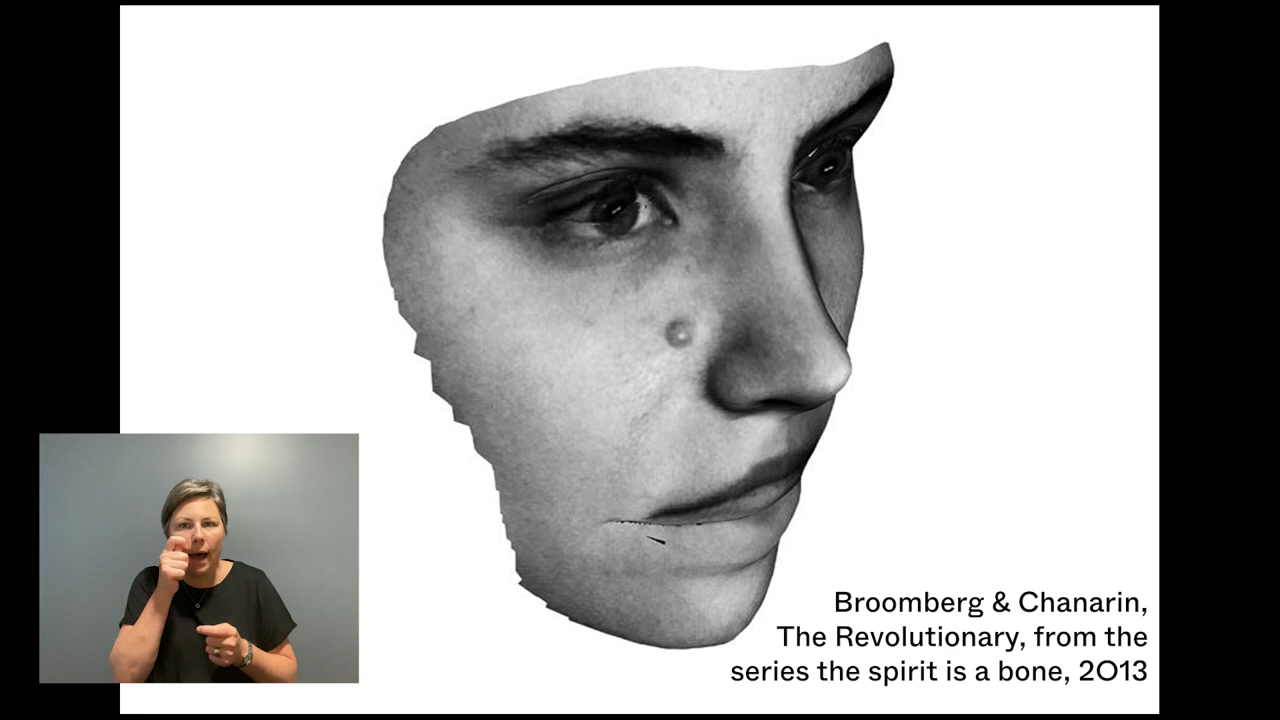 Broomberg & Chanarin,
The Revolutionary, from the
series the spirit is a bone, 2013